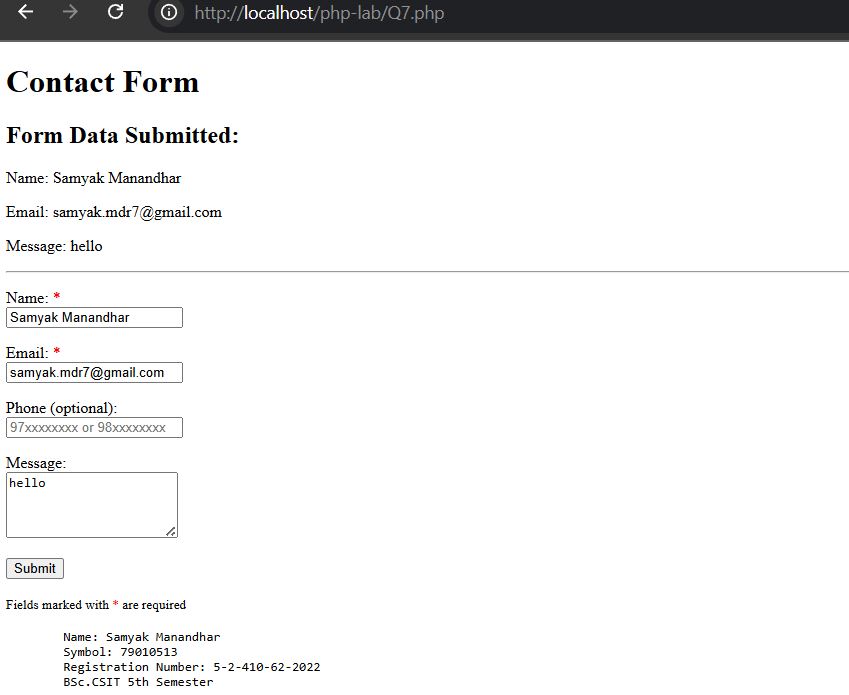 http://localhost/php-lab/Q7.php
Contact Form
Form Data Submitted:
Name: Samyak Manandhar
Email: samyak.mdr7@gmail.com
Message: hello
Name: *
Samyak Manandhar
Email: *
samyak.mdr7@gmail.com
Phone (optional):
97xxxxxxxx or 98xxxxxxxx
Message:
hello
Submit
Fields marked with * are required
Name: Samyak Manandhar
Symbol: 79010513
Registration Number: 5-2-410-62-2022
BSc.CSIT 5th Semester